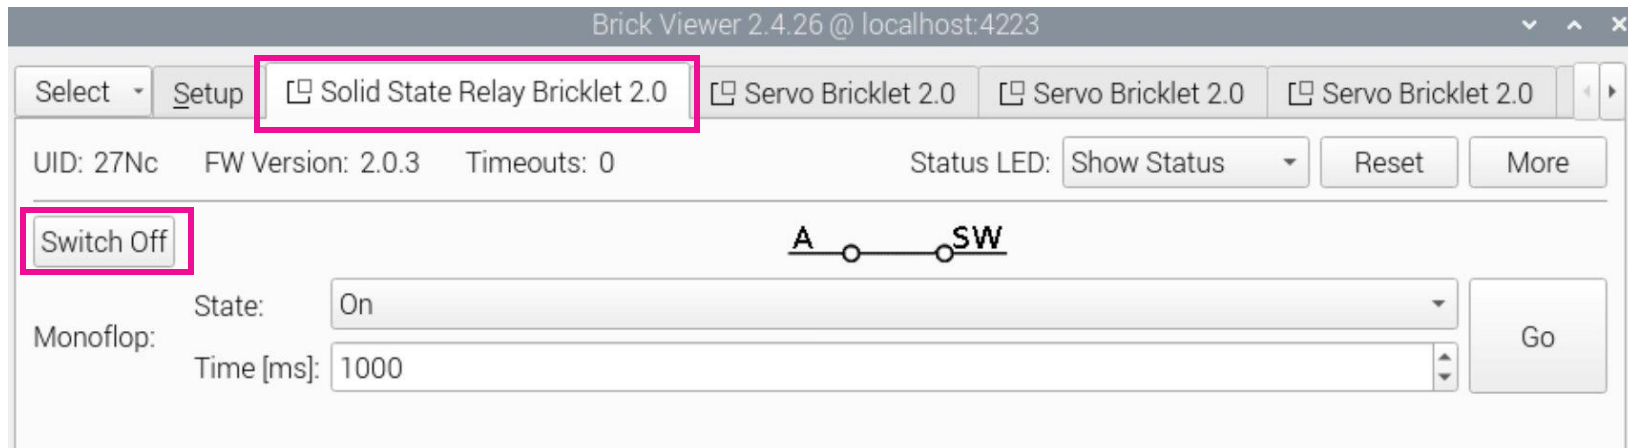 Brick Viewer 2.4.26 @ localhost:4223
Select Setup Solid State Relay Bricklet 2.0 Servo Bricklet 2.0 Servo Bricklet 2.0 Servo Bricklet 2.0
UID: 27Nc FW Version: 2.0.3 Timeouts: 0 Status LED: Show Status Reset More
Switch Off A SW
State: On
Monoflop: Go
Time [ms]: 1000